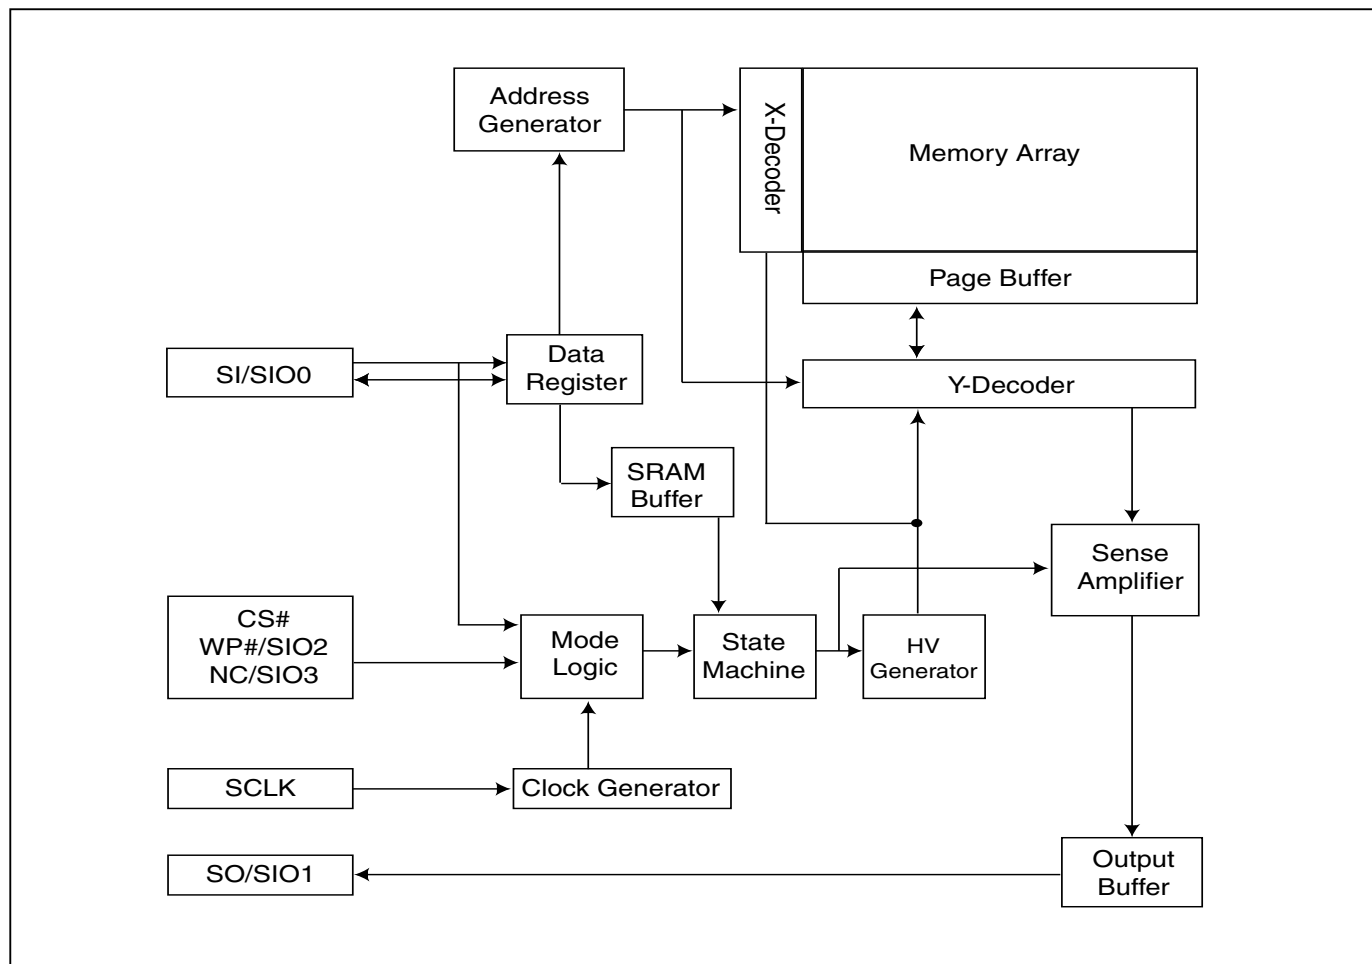 Address
Generator
X-Decoder
Memory Array
Page Buffer
SI/SIO0
Data
Register
Y-Decoder
SRAM
Buffer
Sense
Amplifier
CS#
WP#/SIO2
NC/SIO3
Mode
Logic
State
Machine
HV
Generator
SCLK
Clock Generator
SO/SIO1
Output
Buffer